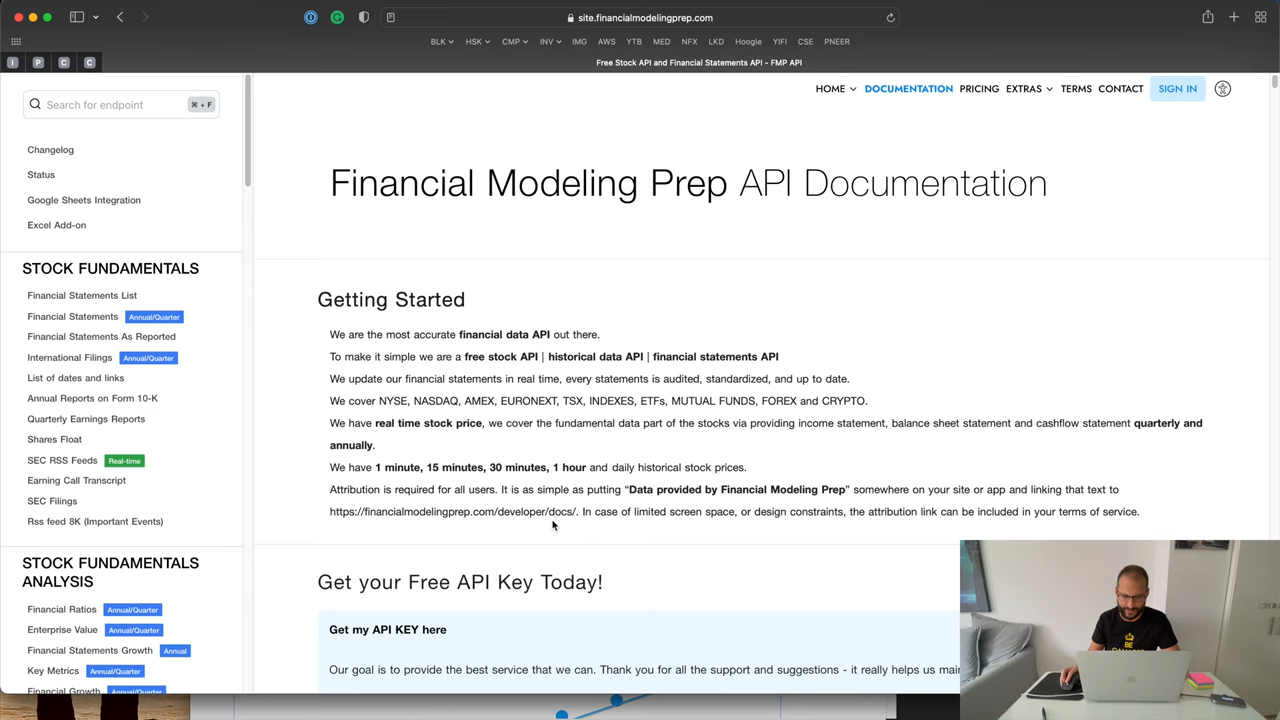 site.financialmodelingprep.com
BLK HSK CMP INV IMG AWS YTB MED NFX LKD Hoogle YIFI CSE PNEER
I P C C
Free Stock API and Financial Statements API - FMP API
Search for endpoint ⌘ + F
HOME DOCUMENTATION PRICING EXTRAS TERMS CONTACT SIGN IN
Changelog
Status
Google Sheets Integration
Excel Add-on
STOCK FUNDAMENTALS
Financial Statements List
Financial Statements Annual/Quarter
Financial Statements As Reported
International Filings Annual/Quarter
List of dates and links
Annual Reports on Form 10-K
Quarterly Earnings Reports
Shares Float
SEC RSS Feeds Real-time
Earning Call Transcript
SEC Filings
Rss feed 8K (Important Events)
STOCK FUNDAMENTALS
ANALYSIS
Financial Ratios Annual/Quarter
Enterprise Value Annual/Quarter
Financial Statements Growth Annual
Key Metrics Annual/Quarter
Financial Growth Annual/Quarter
Financial Modeling Prep API Documentation
Getting Started
We are the most accurate financial data API out there.
To make it simple we are a free stock API | historical data API | financial statements API
We update our financial statements in real time, every statements is audited, standardized, and up to date.
We cover NYSE, NASDAQ, AMEX, EURONEXT, TSX, INDEXES, ETFs, MUTUAL FUNDS, FOREX and CRYPTO.
We have real time stock price, we cover the fundamental data part of the stocks via providing income statement, balance sheet statement and cashflow statement quarterly and
annually.
We have 1 minute, 15 minutes, 30 minutes, 1 hour and daily historical stock prices.
Attribution is required for all users. It is as simple as putting “Data provided by Financial Modeling Prep” somewhere on your site or app and linking that text to
https://financialmodelingprep.com/developer/docs/. In case of limited screen space, or design constraints, the attribution link can be included in your terms of service.
Get your Free API Key Today!
Get my API KEY here
Our goal is to provide the best service that we can. Thank you for all the support and suggestions - it really helps us